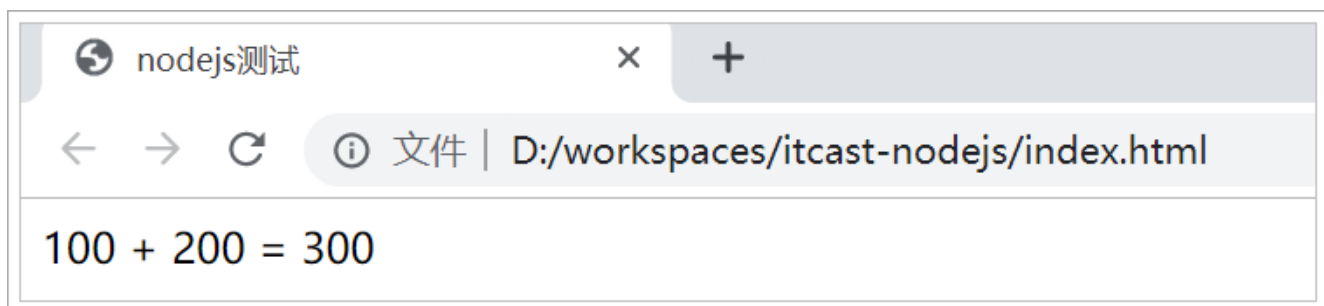 nodejs测试
文件 | D:/workspaces/itcast-nodejs/index.html
100 + 200 = 300